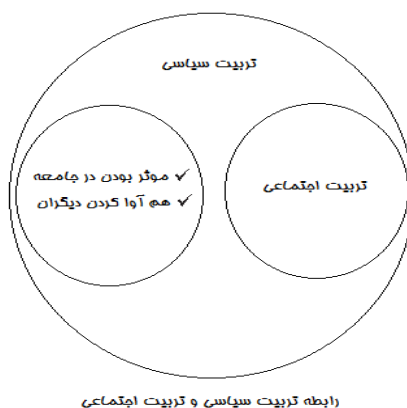 تربیت سیاسی
تربیت اجتماعی
✓ موثر بودن در جامعه
✓ هم آوا کردن دیگران
رابطه تربیت سیاسی و تربیت اجتماعی